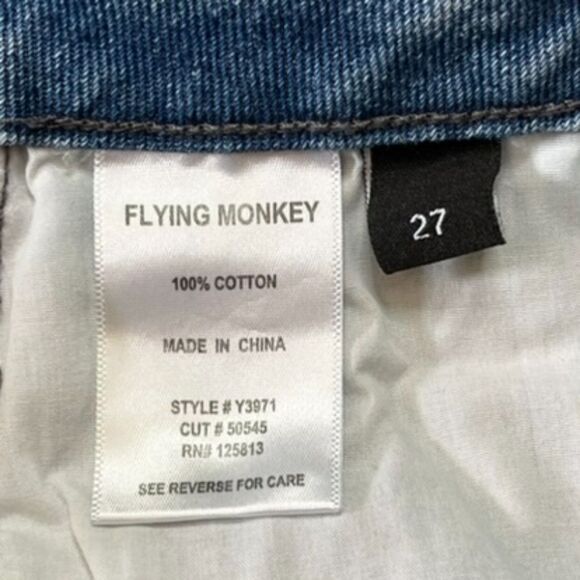 FLYING MONKEY
27
100% COTTON
MADE IN CHINA
STYLE # Y3971
CUT # 50545
RN# 125813
SEE REVERSE FOR CARE